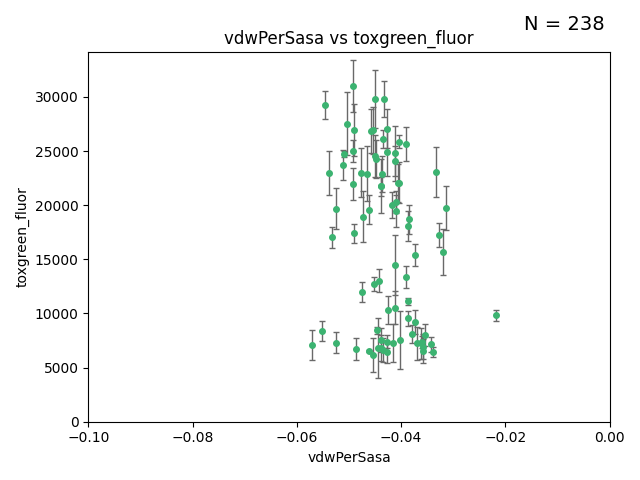 N = 238
vdwPerSasa vs toxgreen_fluor
30000
25000
20000
15000
10000
5000
0
toxgreen_fluor
−0.10 −0.08 −0.06 −0.04 −0.02 0.00
vdwPerSasa